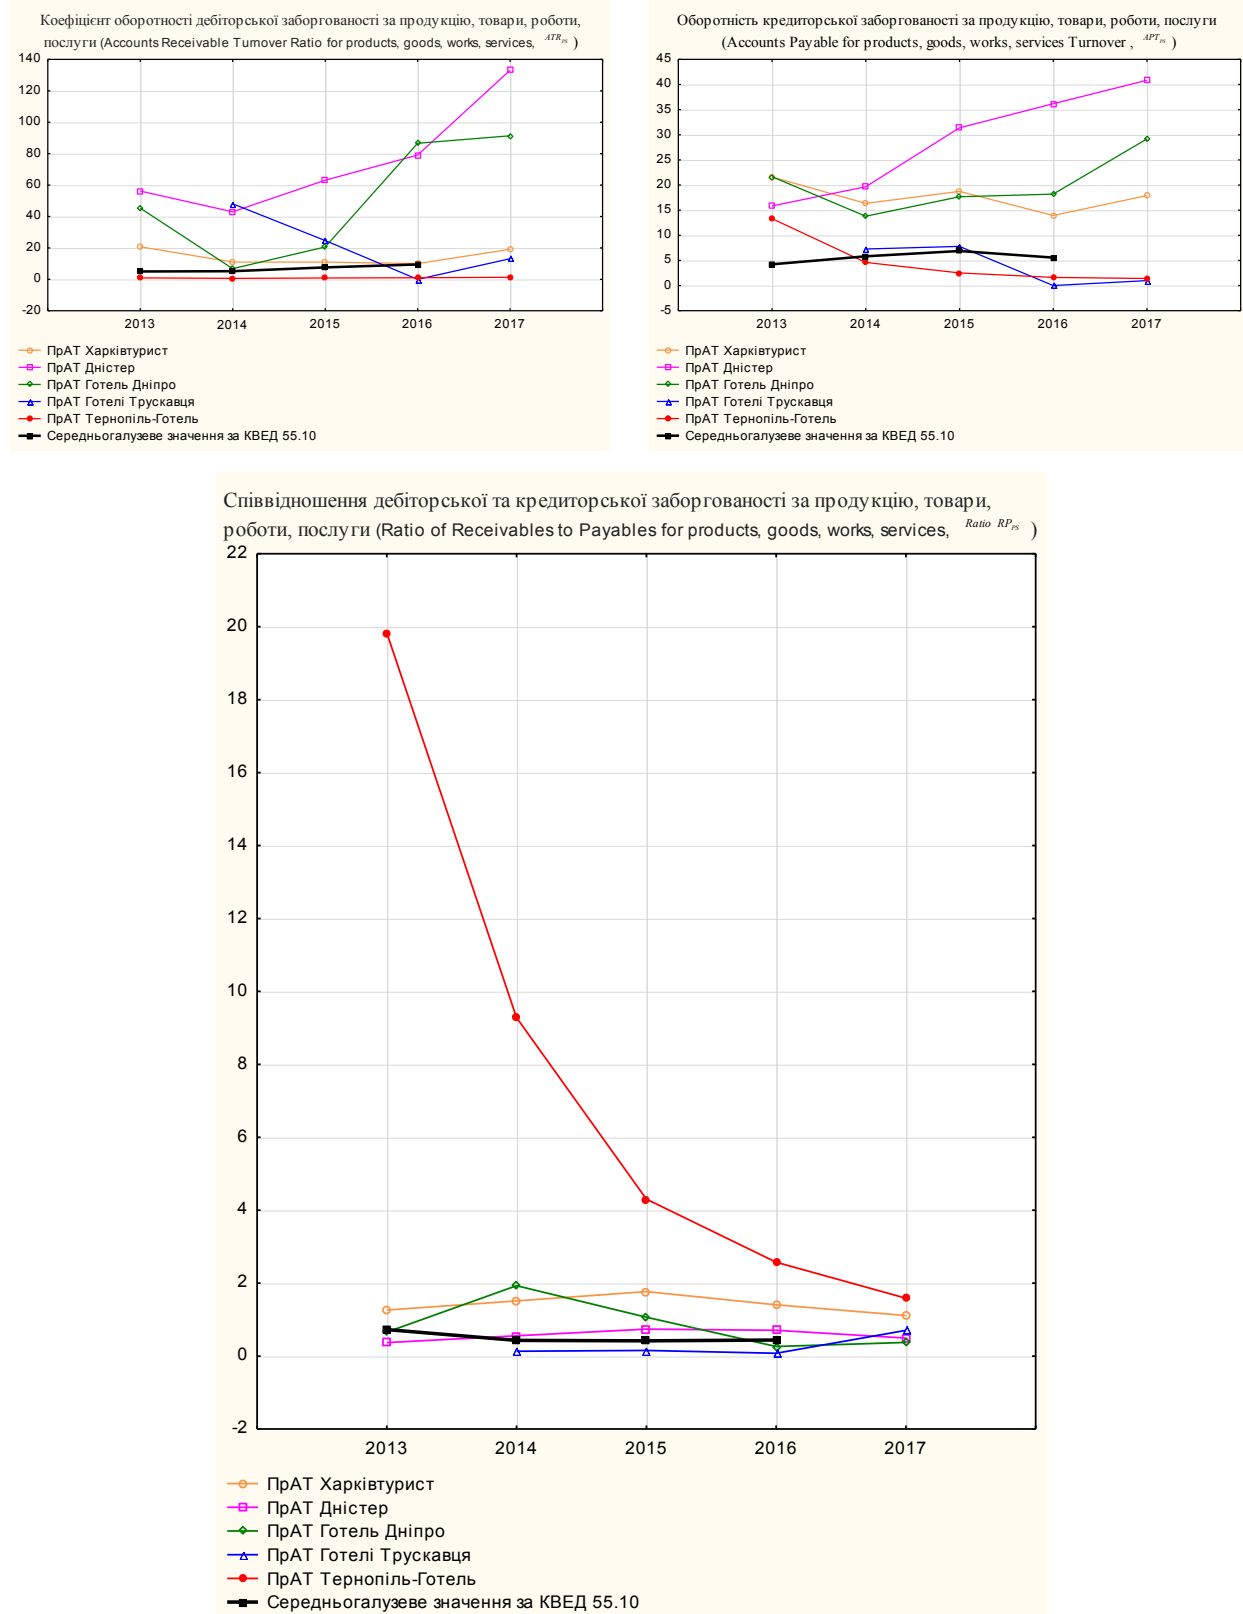 Коефіцієнт оборотності дебіторської заборгованості за продукцію, товари, роботи,
послуги (Accounts Receivable Turnover Ratio for products, goods, works, services, ATR PS )
140
120
100
80
60
40
20
0
-20
2013 2014 2015 2016 2017
ПрАТ Харківтурист
ПрАТ Дністер
ПрАТ Готель Дніпро
ПрАТ Готелі Трускавця
ПрАТ Тернопіль-Готель
Середньогалузеве значення за КВЕД 55.10
Оборотність кредиторської заборгованості за продукцію, товари, роботи, послуги
(Accounts Payable for products, goods, works, services Turnover , APT PS )
45
40
35
30
25
20
15
10
5
0
-5
2013 2014 2015 2016 2017
ПрАТ Харківтурист
ПрАТ Дністер
ПрАТ Готель Дніпро
ПрАТ Готелі Трускавця
ПрАТ Тернопіль-Готель
Середньогалузеве значення за КВЕД 55.10
Співвідношення дебіторської та кредиторської заборгованості за продукцію, товари,
роботи, послуги (Ratio of Receivables to Payables for products, goods, works, services, Ratio RP PS )
22
20
18
16
14
12
10
8
6
4
2
0
-2
2013 2014 2015 2016 2017
ПрАТ Харківтурист
ПрАТ Дністер
ПрАТ Готель Дніпро
ПрАТ Готелі Трускавця
ПрАТ Тернопіль-Готель
Середньогалузеве значення за КВЕД 55.10